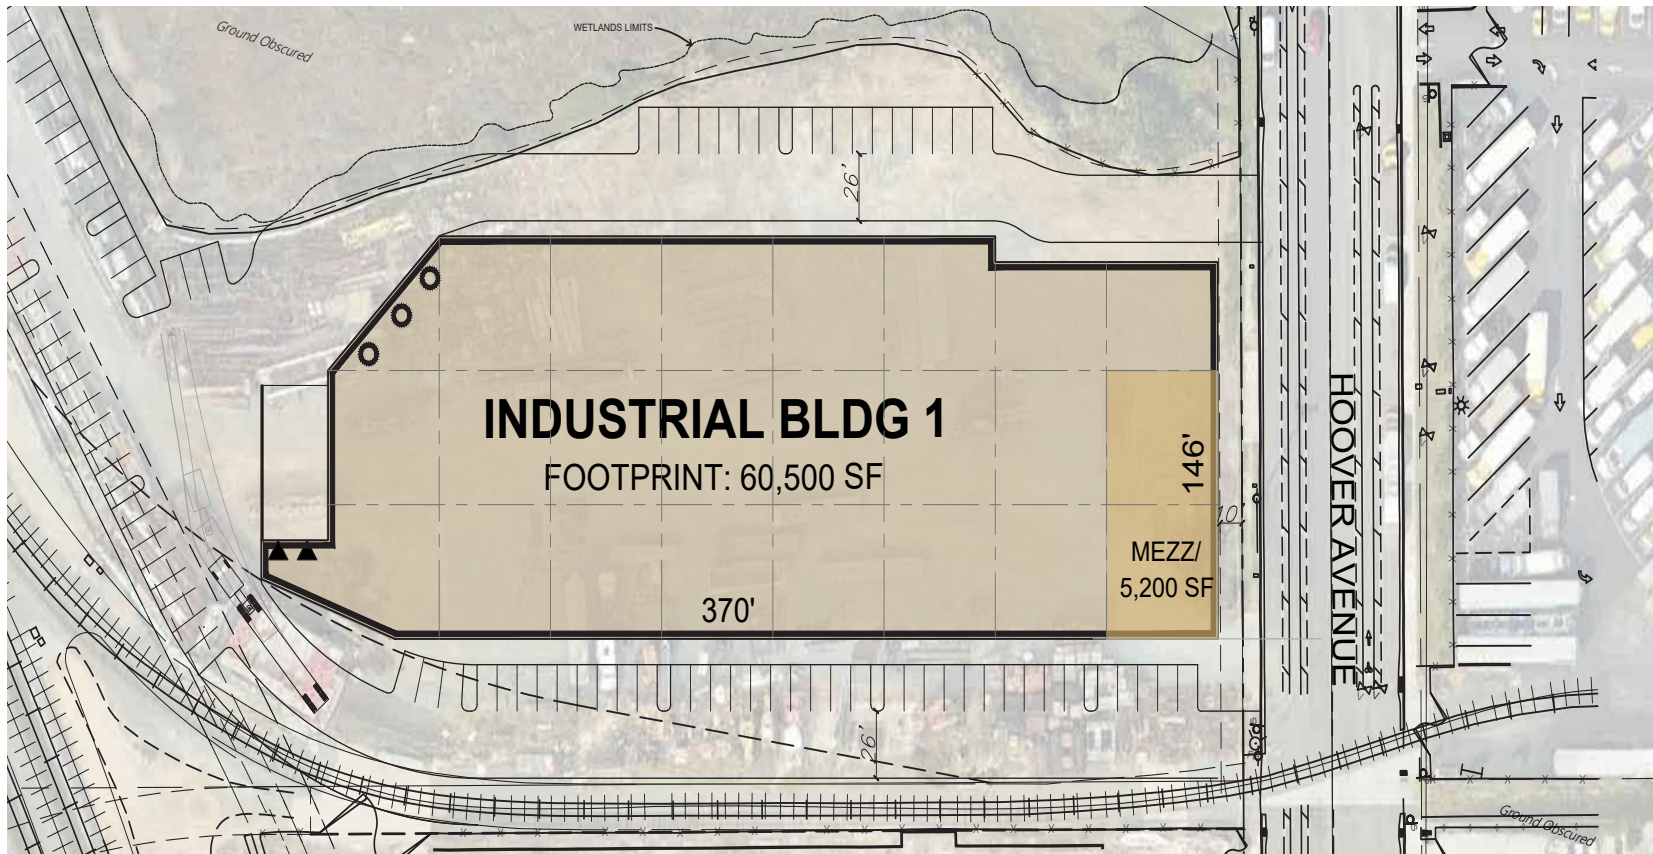 Ground Obscured
WETLANDS LIMITS
26'
INDUSTRIAL BLDG 1
FOOTPRINT: 60,500 SF
146'
10'
HOOVER AVENUE
MEZZ/
5,200 SF
370'
26'
Ground Obscured